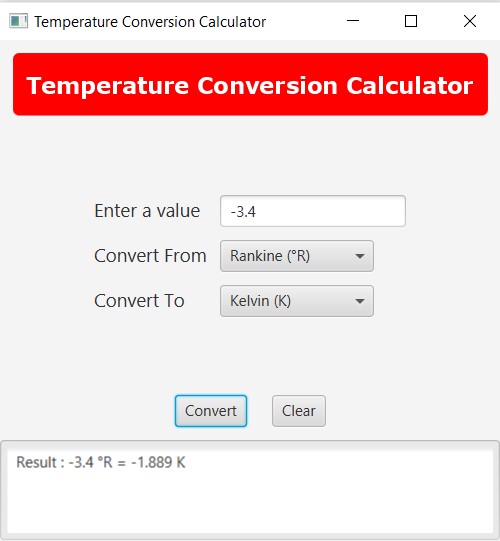 Temperature Conversion Calculator
Temperature Conversion Calculator
Enter a value -3.4
Convert From Rankine (°R)
Convert To Kelvin (K)
Convert Clear
Result : -3.4 °R = -1.889 K